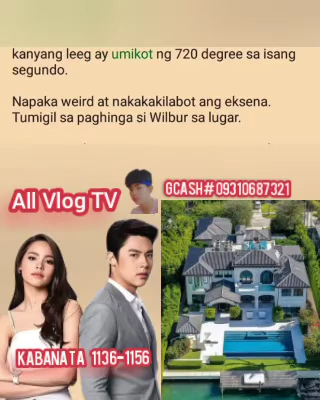 kanyang leeg ay umikot ng 720 degree sa isang
segundo.
Napaka weird at nakakakilabot ang eksena.
Tumigil sa paghinga si Wilbur sa lugar.
All Vlog TV
GCASH#09310687321
KABANATA 1136-1156